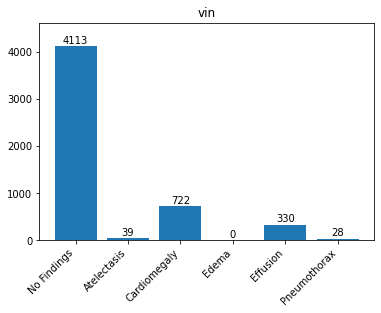 vin
4113
39
722
0
330
28
4000
3000
2000
1000
0
No Findings
Atelectasis
Cardiomegaly
Edema
Effusion
Pneumothorax